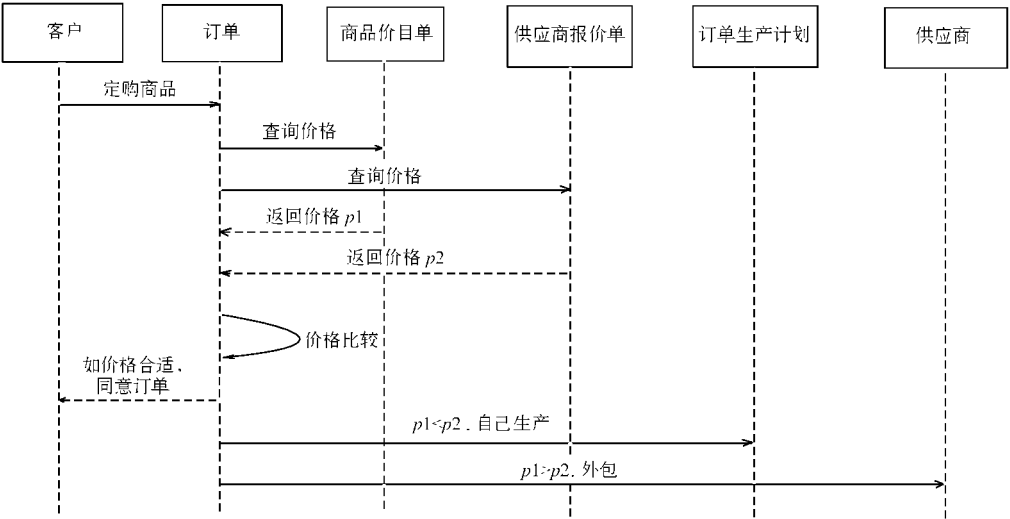 客户
订单
商品价目单
供应商报价单
订单生产计划
供应商
定购商品
查询价格
查询价格
返回价格 p1
返回价格 p2
价格比较
如价格合适,
同意订单
p1<p2, 自己生产
p1>p2, 外包